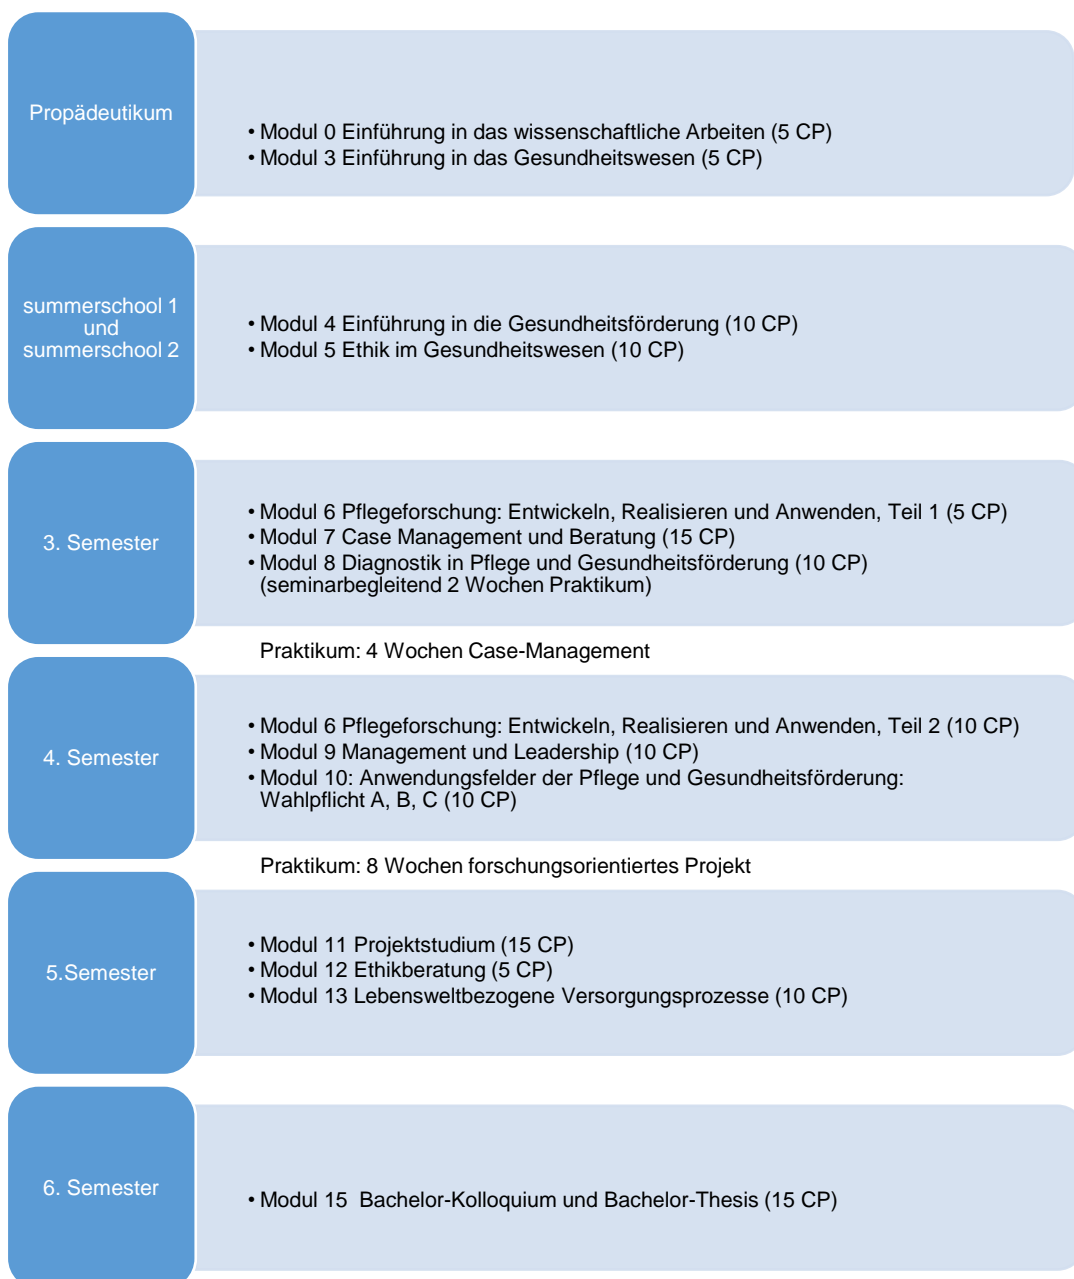 Propädeutikum
• Modul 0 Einführung in das wissenschaftliche Arbeiten (5 CP)
• Modul 3 Einführung in das Gesundheitswesen (5 CP)
summerschool 1
und
summerschool 2
• Modul 4 Einführung in die Gesundheitsförderung (10 CP)
• Modul 5 Ethik im Gesundheitswesen (10 CP)
3. Semester
• Modul 6 Pflegeforschung: Entwickeln, Realisieren und Anwenden, Teil 1 (5 CP)
• Modul 7 Case Management und Beratung (15 CP)
• Modul 8 Diagnostik in Pflege und Gesundheitsförderung (10 CP)
(seminarbegleitend 2 Wochen Praktikum)
Praktikum: 4 Wochen Case-Management
4. Semester
• Modul 6 Pflegeforschung: Entwickeln, Realisieren und Anwenden, Teil 2 (10 CP)
• Modul 9 Management und Leadership (10 CP)
• Modul 10: Anwendungsfelder der Pflege und Gesundheitsförderung:
Wahlpflicht A, B, C (10 CP)
Praktikum: 8 Wochen forschungsorientiertes Projekt
5.Semester
• Modul 11 Projektstudium (15 CP)
• Modul 12 Ethikberatung (5 CP)
• Modul 13 Lebensweltbezogene Versorgungsprozesse (10 CP)
6. Semester
• Modul 15  Bachelor-Kolloquium und Bachelor-Thesis (15 CP)